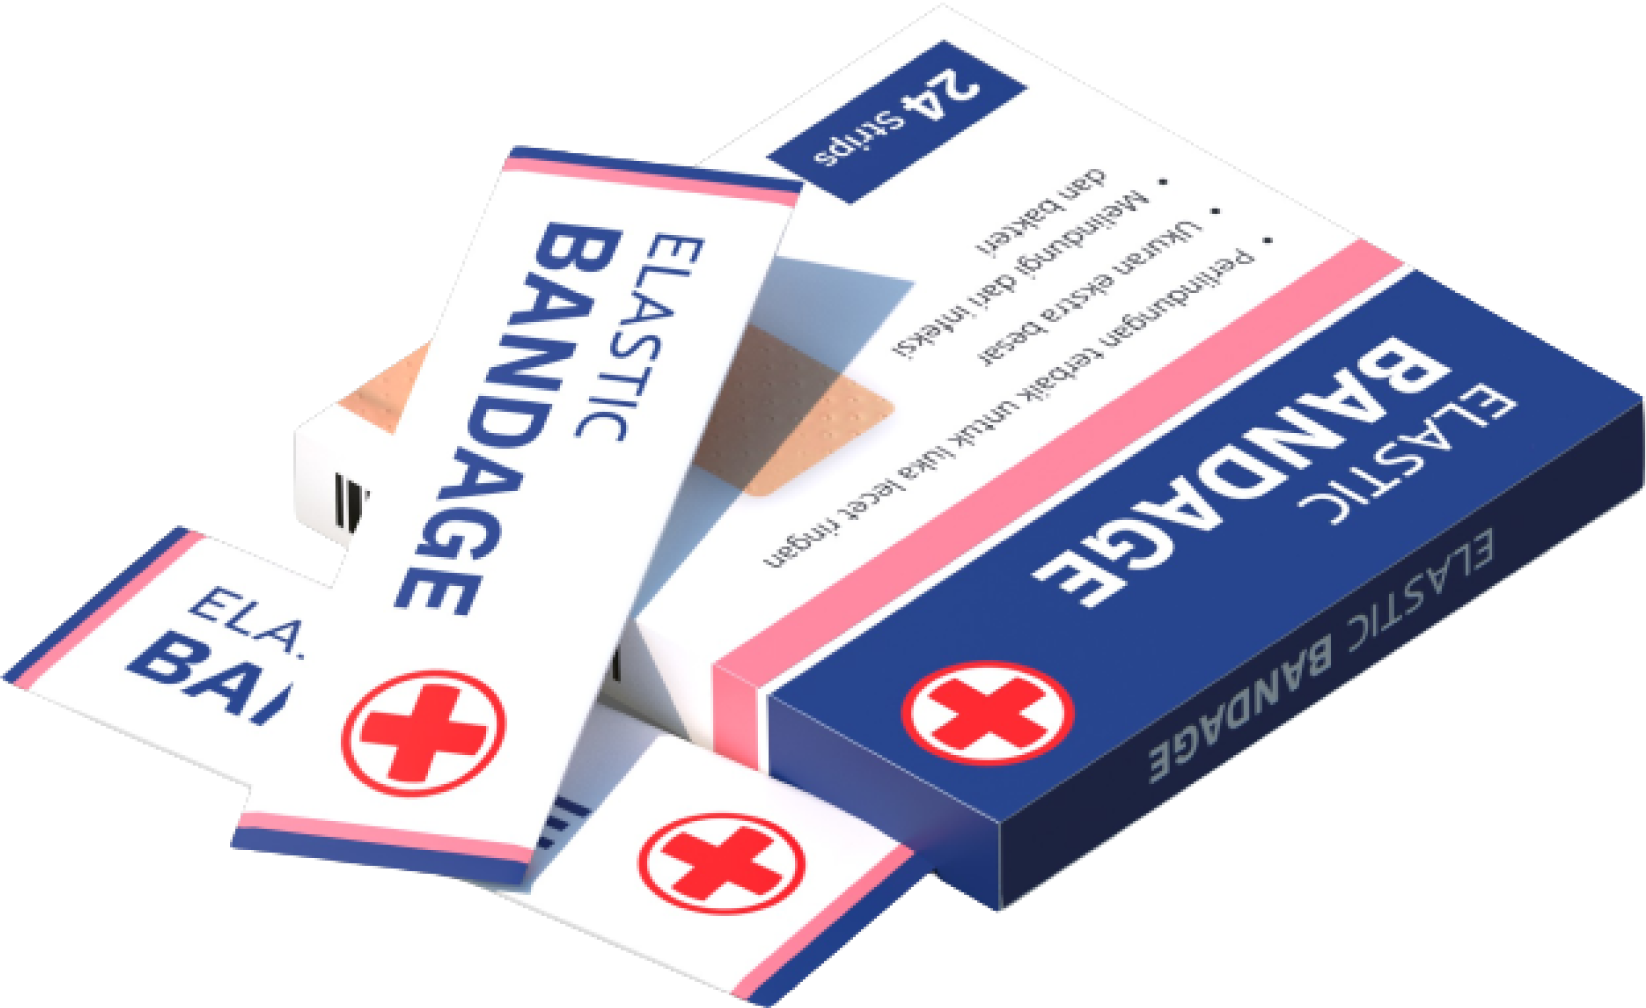 24 Strips
• Perlindungan terbaik untuk luka lecet ringan
• Ukuran ekstra besar
• Melindungi dari infeksi
dan bakteri
ELASTIC
BANDAGE
ELASTIC BANDAGE
ELASTIC
BANDAGE
ELA
BA